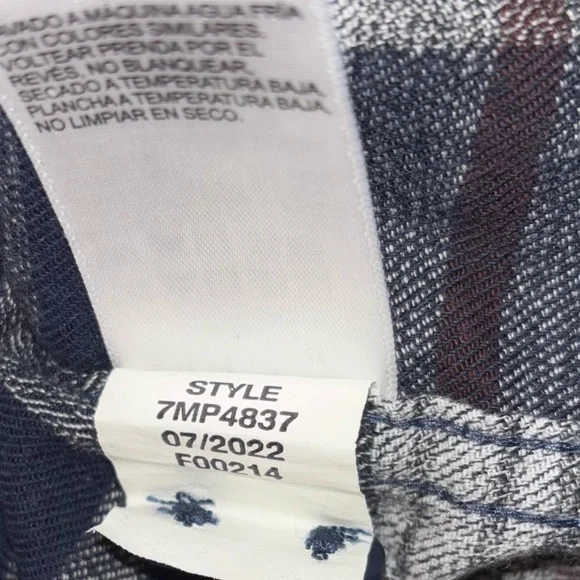 LAVADO A MÁQUINA AGUA FRÍA
CON COLORES SIMILARES.
VOLTEAR PRENDA POR EL
REVÉS, NO BLANQUEAR.
SECADO A TEMPERATURA BAJA.
PLANCHA A TEMPERATURA BAJA,
NO LIMPIAR EN SECO.
STYLE
7MP4837
07/2022
F00214